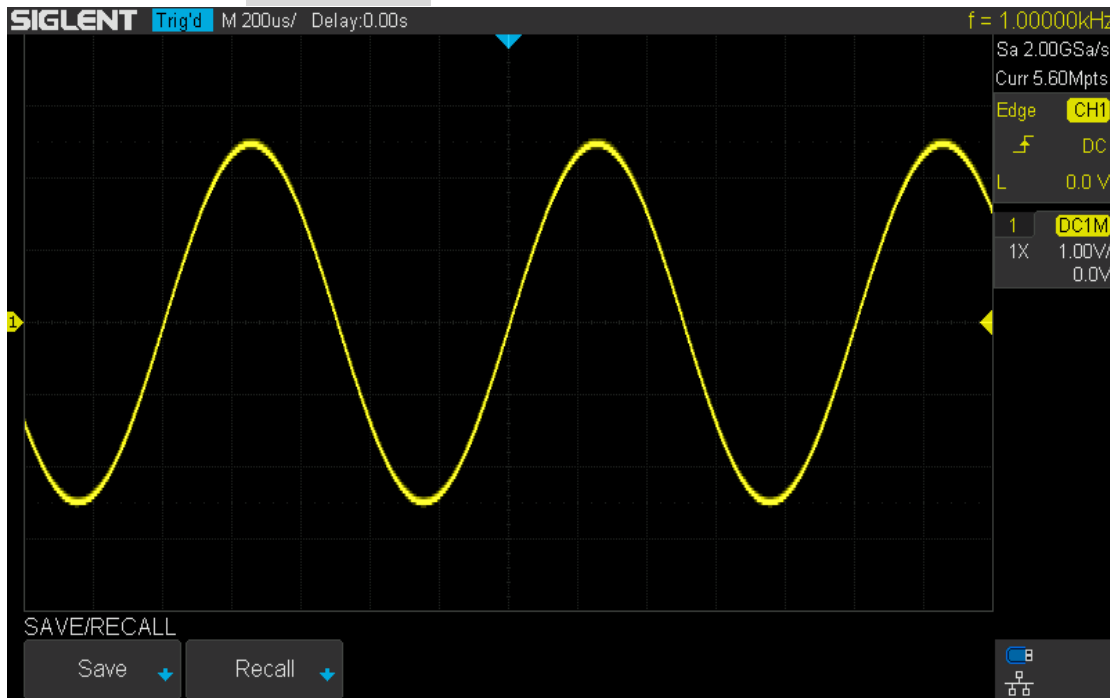 SIGLENT Trig'd M 200us/ Delay:0.00s f = 1.00000kHz
Sa 2.00GSa/s
Curr 5.60Mpts
Edge CH1
DC
L 0.0 V
1 DC1M
1X 1.00V/
0.0V
1
SAVE/RECALL
Save Recall